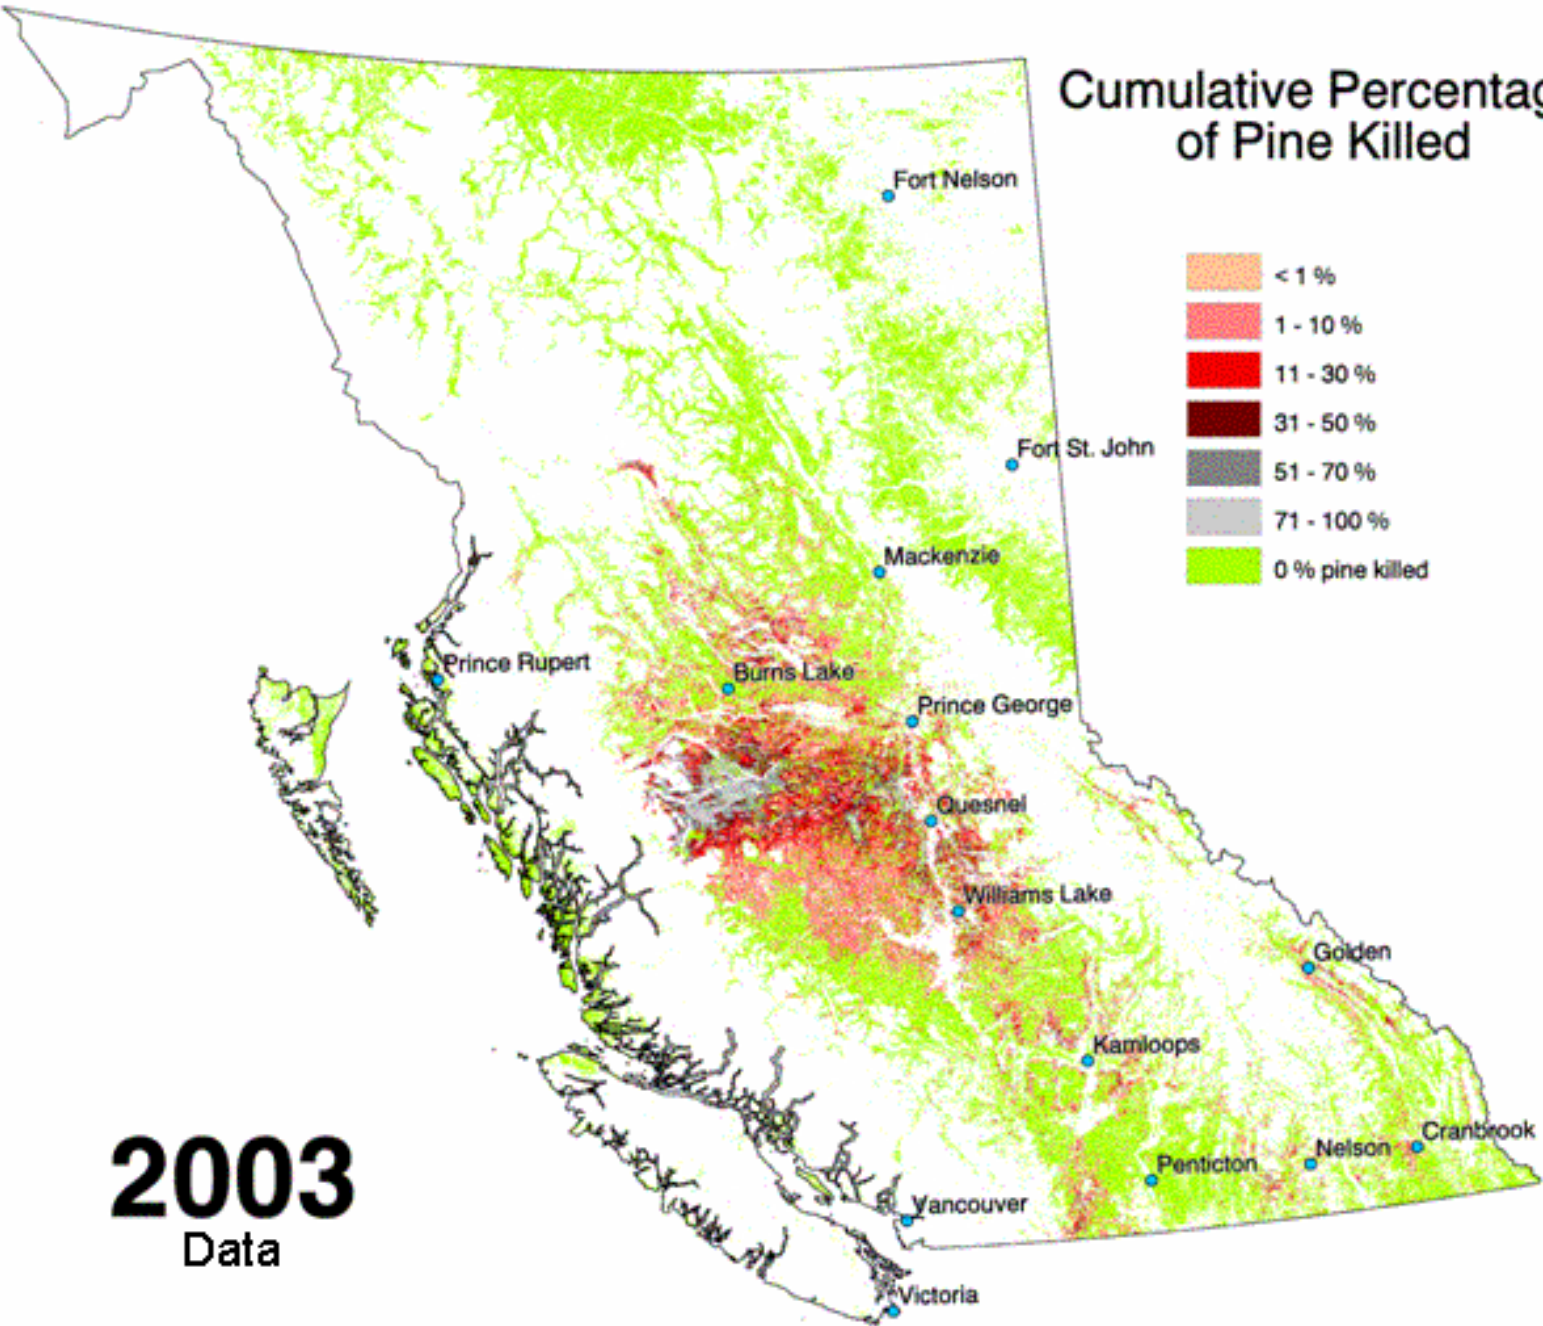 Cumulative Percentag
of Pine Killed
Fort Nelson
< 1 %
1 - 10 %
11 - 30 %
31 - 50 %
51 - 70 %
71 - 100 %
0 % pine killed
Fort St. John
Mackenzie
Prince Rupert
Burns Lake
Prince George
Quesnel
Williams Lake
Golden
Kamloops
Cranbrook
Nelson
Penticton
Vancouver
Victoria
2003
Data